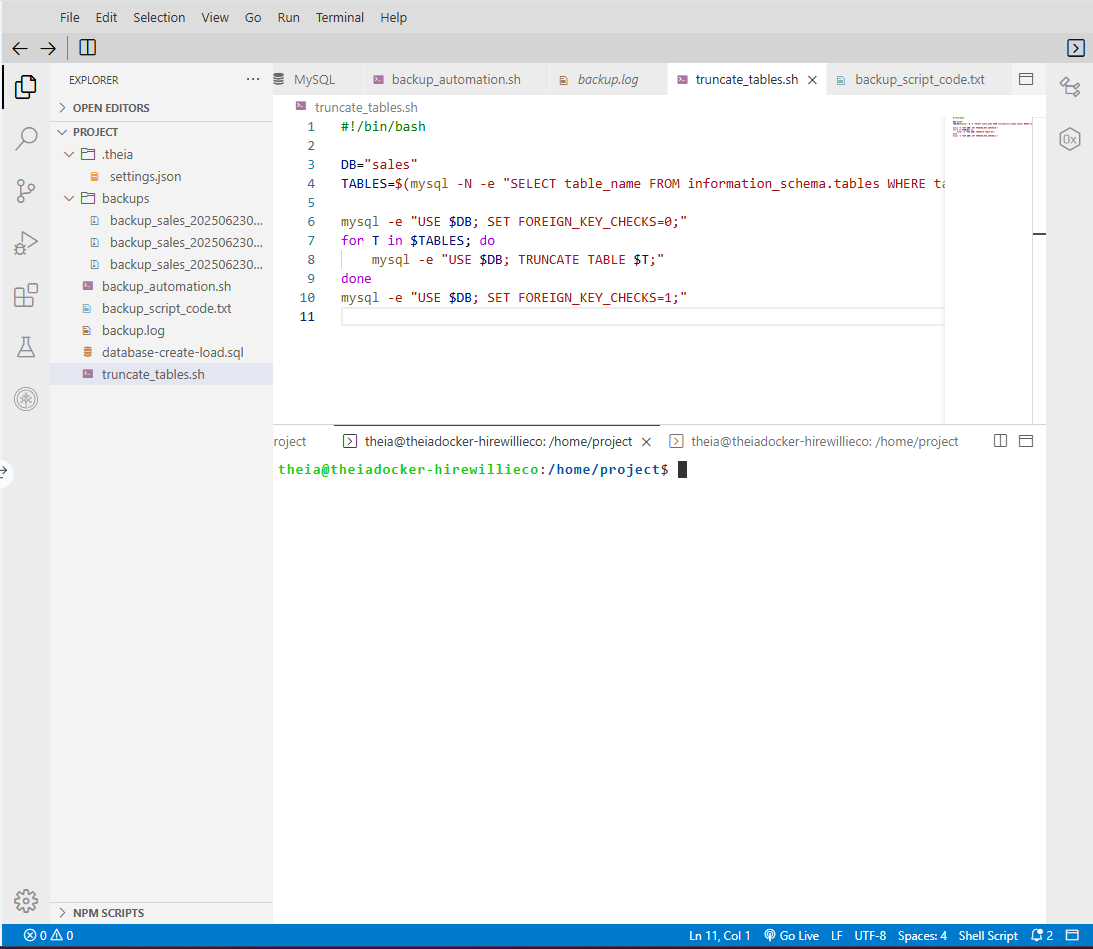 File Edit Selection View Go Run Terminal Help
EXPLORER
OPEN EDITORS
PROJECT
.theia
settings.json
backups
backup_sales_202506230...
backup_sales_202506230...
backup_sales_202506230...
backup_automation.sh
backup_script_code.txt
backup.log
database-create-load.sql
truncate_tables.sh
NPM SCRIPTS
MySQL backup_automation.sh backup.log truncate_tables.sh backup_script_code.txt
truncate_tables.sh
1 #!/bin/bash
2
3 DB="sales"
4 TABLES=$(mysql -N -e "SELECT table_name FROM information_schema.tables WHERE ta
5
6 mysql -e "USE $DB; SET FOREIGN_KEY_CHECKS=0;"
7 for T in $TABLES; do
8     mysql -e "USE $DB; TRUNCATE TABLE $T;"
9 done
10 mysql -e "USE $DB; SET FOREIGN_KEY_CHECKS=1;"
11
0x
roject theia@theiadocker-hirewillieco: /home/project theia@theiadocker-hirewillieco: /home/project
theia@theiadocker-hirewillieco:/home/project$
0 0 Ln 11, Col 1 Go Live LF UTF-8 Spaces: 4 Shell Script 2